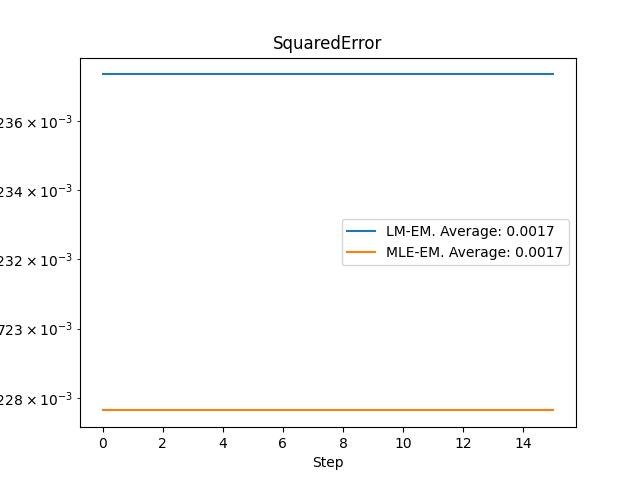 SquaredError
236 × 10⁻³
234 × 10⁻³
232 × 10⁻³
723 × 10⁻³
228 × 10⁻³
LM-EM. Average: 0.0017
MLE-EM. Average: 0.0017
0 2 4 6 8 10 12 14
Step